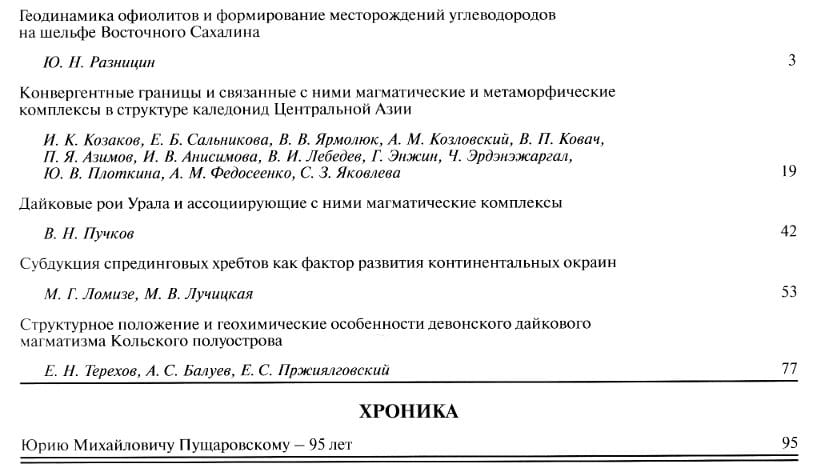 Геодинамика офиолитов и формирование месторождений углеводородов
на шельфе Восточного Сахалина
Ю. Н. Разницин 3
Конвергентные границы и связанные с ними магматические и метаморфические
комплексы в структуре каледонид Центральной Азии
И. К. Козаков, Е. Б. Сальникова, В. В. Ярмолюк, А. М. Козловский, В. П. Ковач,
П. Я. Азимов, И. В. Анисимова, В. И. Лебедев, Г. Энжин, Ч. Эрдэнэжаргал,
Ю. В. Плоткина, А. М. Федосеенко, С. З. Яковлева 19
Дайковые рои Урала и ассоциирующие с ними магматические комплексы
В. Н. Пучков 42
Субдукция спрединговых хребтов как фактор развития континентальных окраин
М. Г. Ломизе, М. В. Лучицкая 53
Структурное положение и геохимические особенности девонского дайкового
магматизма Кольского полуострова
Е. Н. Терехов, А. С. Балуев, Е. С. Пржиялговский 77
ХРОНИКА
Юрию Михайловичу Пущаровскому – 95 лет 95